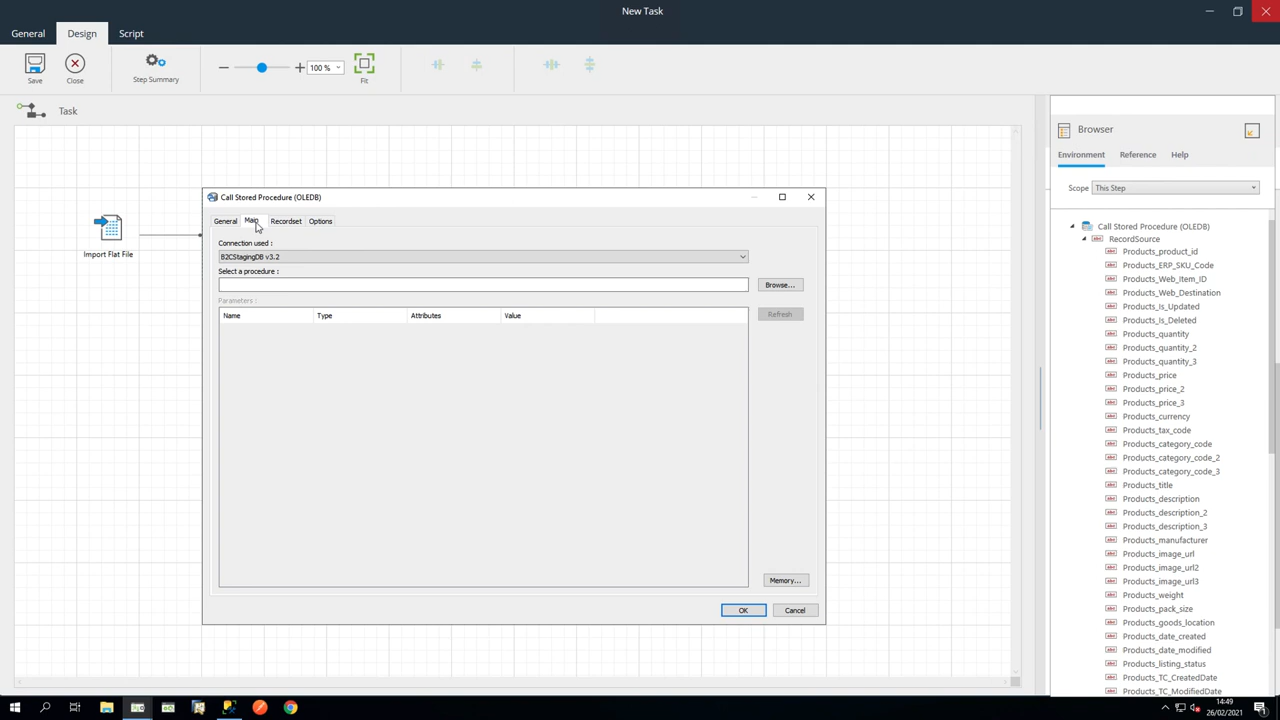 New Task
General
Design
Script
Save
Close
Step Summary
100 %
Fit
Task
Import Flat File
Call Stored Procedure (OLEDB)
General
Main
Recordset
Options
Connection used :
B2CStagingDB v3.2
Select a procedure :
Browse...
Parameters :
Name
Type
Attributes
Value
Refresh
Memory...
OK
Cancel
Browser
Environment
Reference
Help
Scope
This Step
Call Stored Procedure (OLEDB)
RecordSource
Products_product_id
Products_ERP_SKU_Code
Products_Web_Item_ID
Products_Web_Destination
Products_Is_Updated
Products_Is_Deleted
Products_quantity
Products_quantity_2
Products_quantity_3
Products_price
Products_price_2
Products_price_3
Products_currency
Products_tax_code
Products_category_code
Products_category_code_2
Products_category_code_3
Products_title
Products_description
Products_description_2
Products_description_3
Products_manufacturer
Products_image_url
Products_image_url2
Products_image_url3
Products_weight
Products_pack_size
Products_goods_location
Products_date_created
Products_date_modified
Products_listing_status
Products_TC_CreatedDate
Products_TC_ModifiedDate
14:49
26/02/2021